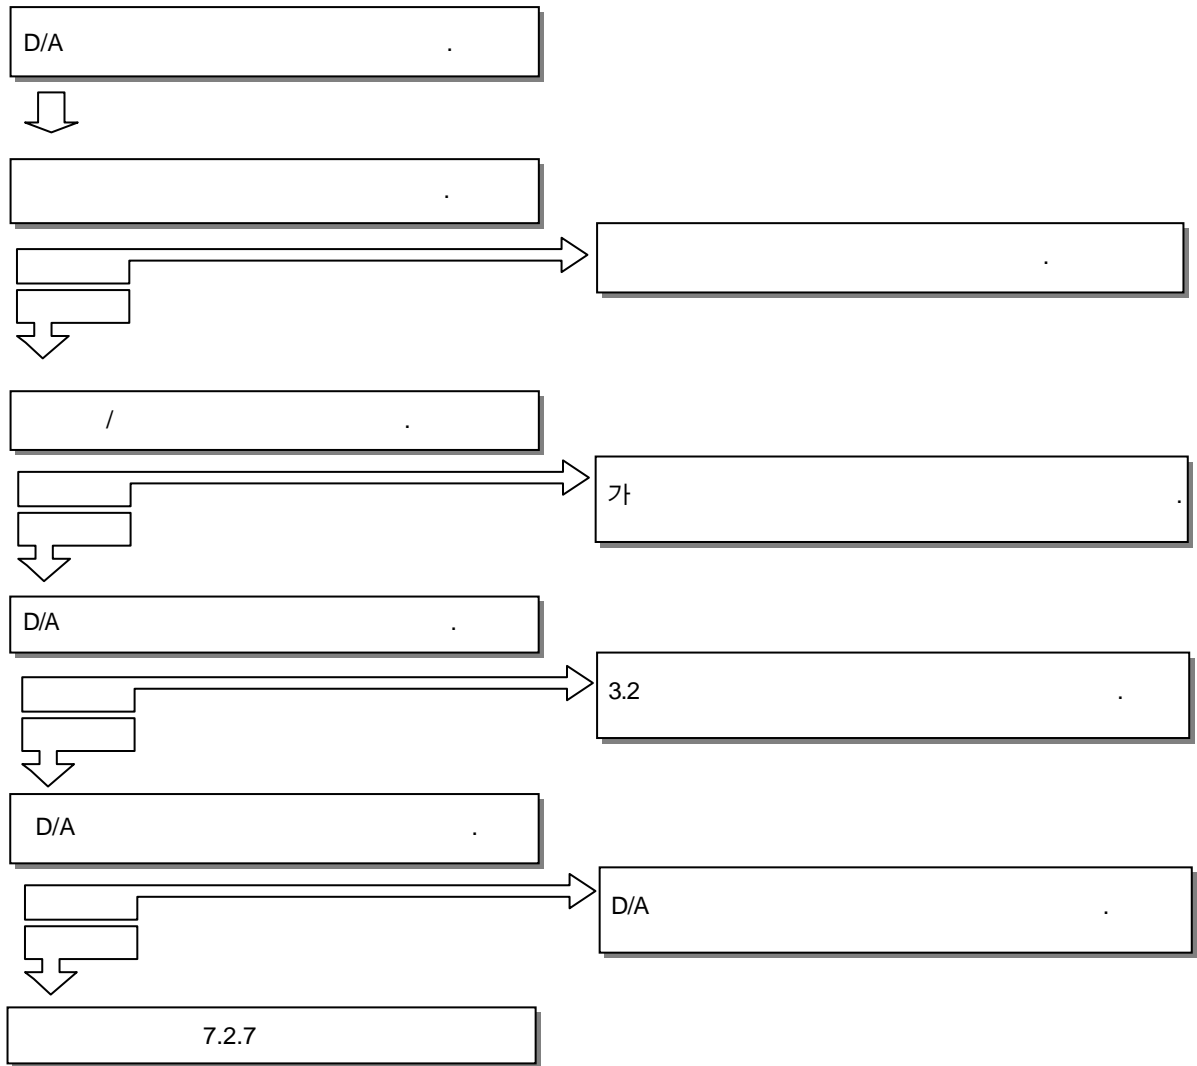 D/A .
.
.
/ .
가 .
D/A .
3.2 .
D/A .
D/A .
7.2.7